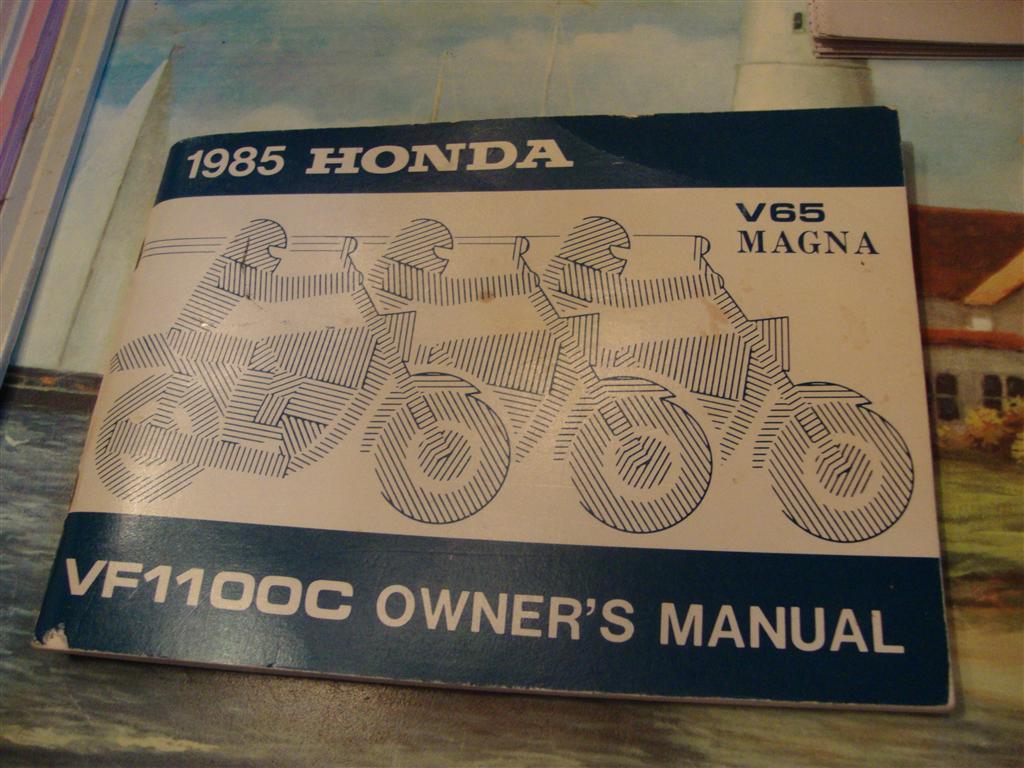 1985 HONDA
V65
MAGNA
VF1100C OWNER'S MANUAL